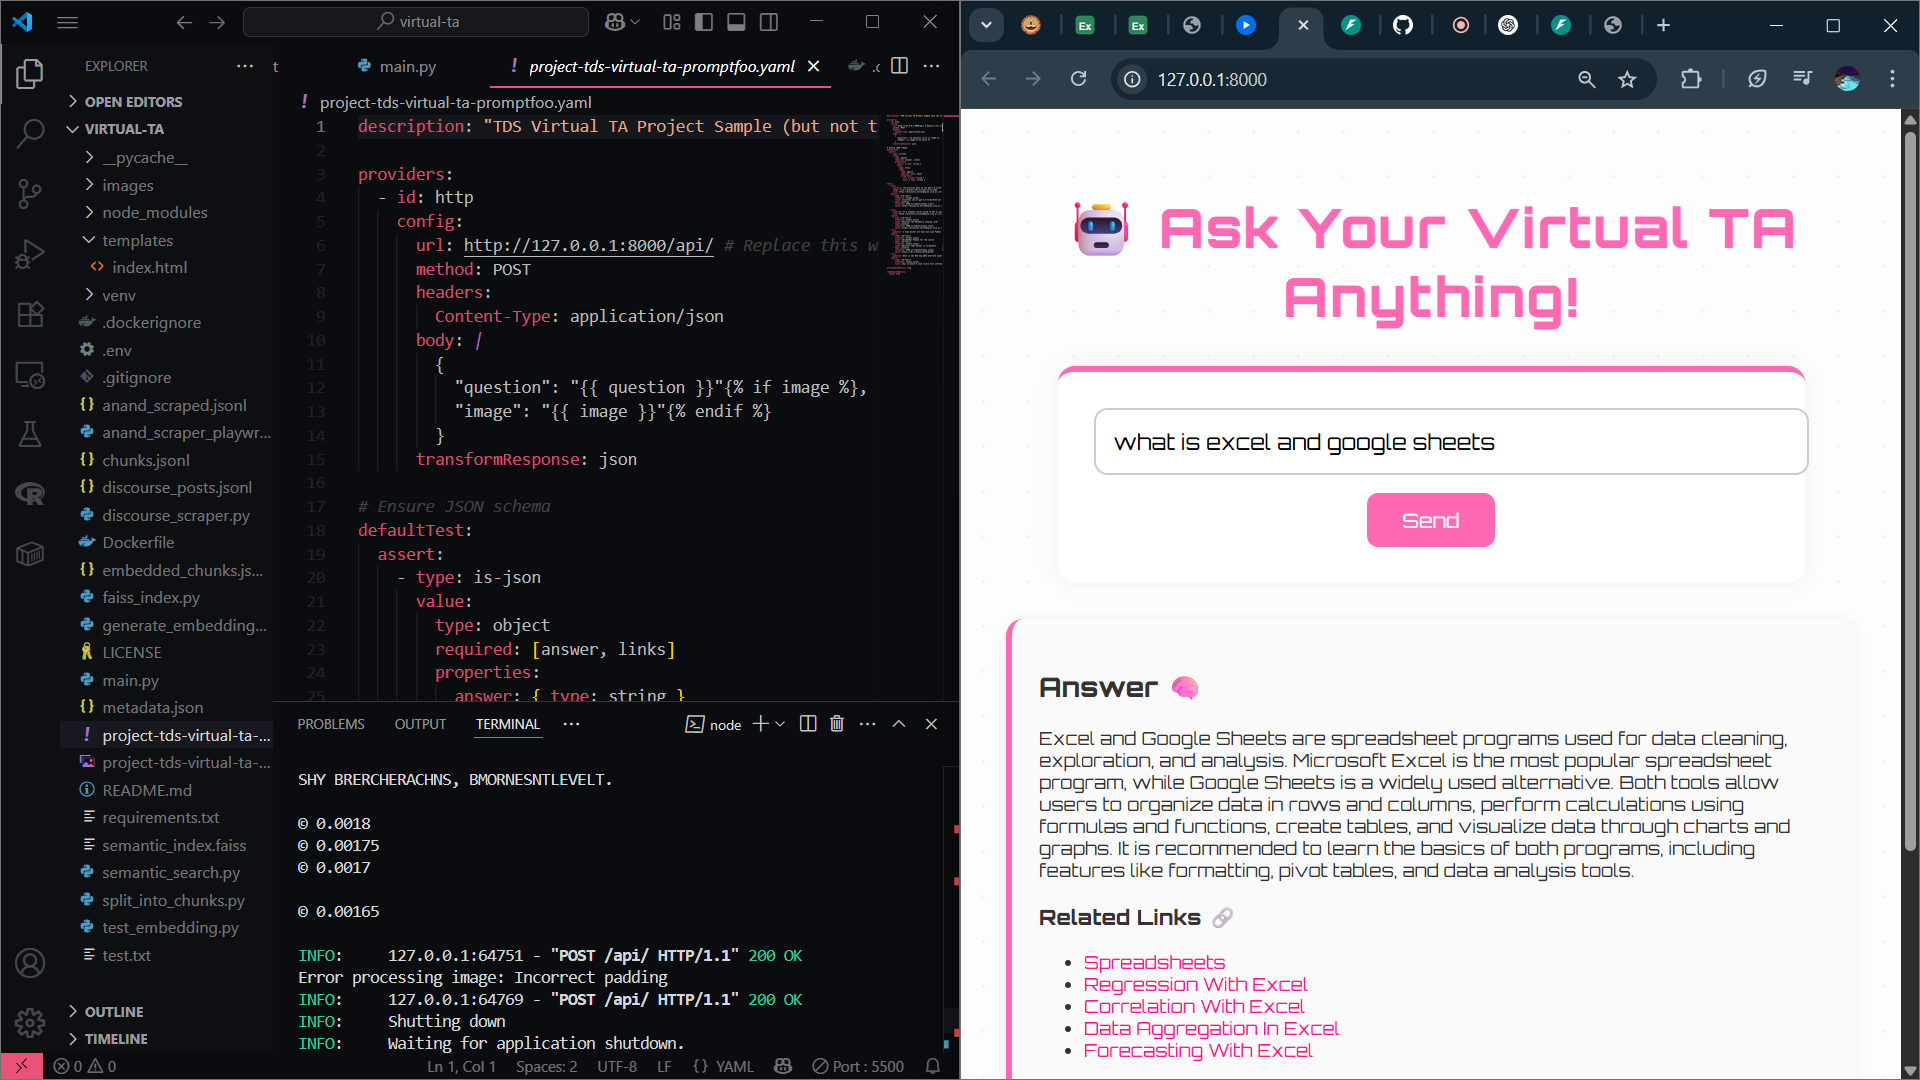 virtual-ta
EXPLORER
OPEN EDITORS
VIRTUAL-TA
__pycache__
images
node_modules
templates
index.html
venv
.dockerignore
.env
.gitignore
anand_scraped.jsonl
anand_scraper_playwr...
chunks.jsonl
discourse_posts.jsonl
discourse_scraper.py
Dockerfile
embedded_chunks.js...
faiss_index.py
generate_embedding...
LICENSE
main.py
metadata.json
project-tds-virtual-ta-...
project-tds-virtual-ta-...
README.md
requirements.txt
semantic_index.faiss
semantic_search.py
split_into_chunks.py
test_embedding.py
test.txt
OUTLINE
TIMELINE
t main.py ! project-tds-virtual-ta-promptfoo.yaml
! project-tds-virtual-ta-promptfoo.yaml
1 description: "TDS Virtual TA Project Sample (but not t
2
3 providers:
4 - id: http
5 config:
6 url: http://127.0.0.1:8000/api/ # Replace this w
7 method: POST
8 headers:
9 Content-Type: application/json
10 body: |
11 {
12 "question": "{{ question }}"{% if image %},
13 "image": "{{ image }}"{% endif %}
14 }
15 transformResponse: json
16
17 # Ensure JSON schema
18 defaultTest:
19 assert:
20 - type: is-json
21 value:
22 type: object
23 required: [answer, links]
24 properties:
25 answer: { type: string }
PROBLEMS OUTPUT TERMINAL ... node
SHY BRERCHERACHNS, BMORNESNTLEVELT.
© 0.0018
© 0.00175
© 0.0017
© 0.00165
INFO: 127.0.0.1:64751 - "POST /api/ HTTP/1.1" 200 OK
Error processing image: Incorrect padding
INFO: 127.0.0.1:64769 - "POST /api/ HTTP/1.1" 200 OK
INFO: Shutting down
INFO: Waiting for application shutdown.
0 0 Ln 1, Col 1 Spaces: 2 UTF-8 LF {} YAML Port : 5500
Ex Ex
127.0.0.1:8000
Ask Your Virtual TA
Anything!
what is excel and google sheets
Send
Answer
Excel and Google Sheets are spreadsheet programs used for data cleaning,
exploration, and analysis. Microsoft Excel is the most popular spreadsheet
program, while Google Sheets is a widely used alternative. Both tools allow
users to organize data in rows and columns, perform calculations using
formulas and functions, create tables, and visualize data through charts and
graphs. It is recommended to learn the basics of both programs, including
features like formatting, pivot tables, and data analysis tools.
Related Links
Spreadsheets
Regression With Excel
Correlation With Excel
Data Aggregation In Excel
Forecasting With Excel